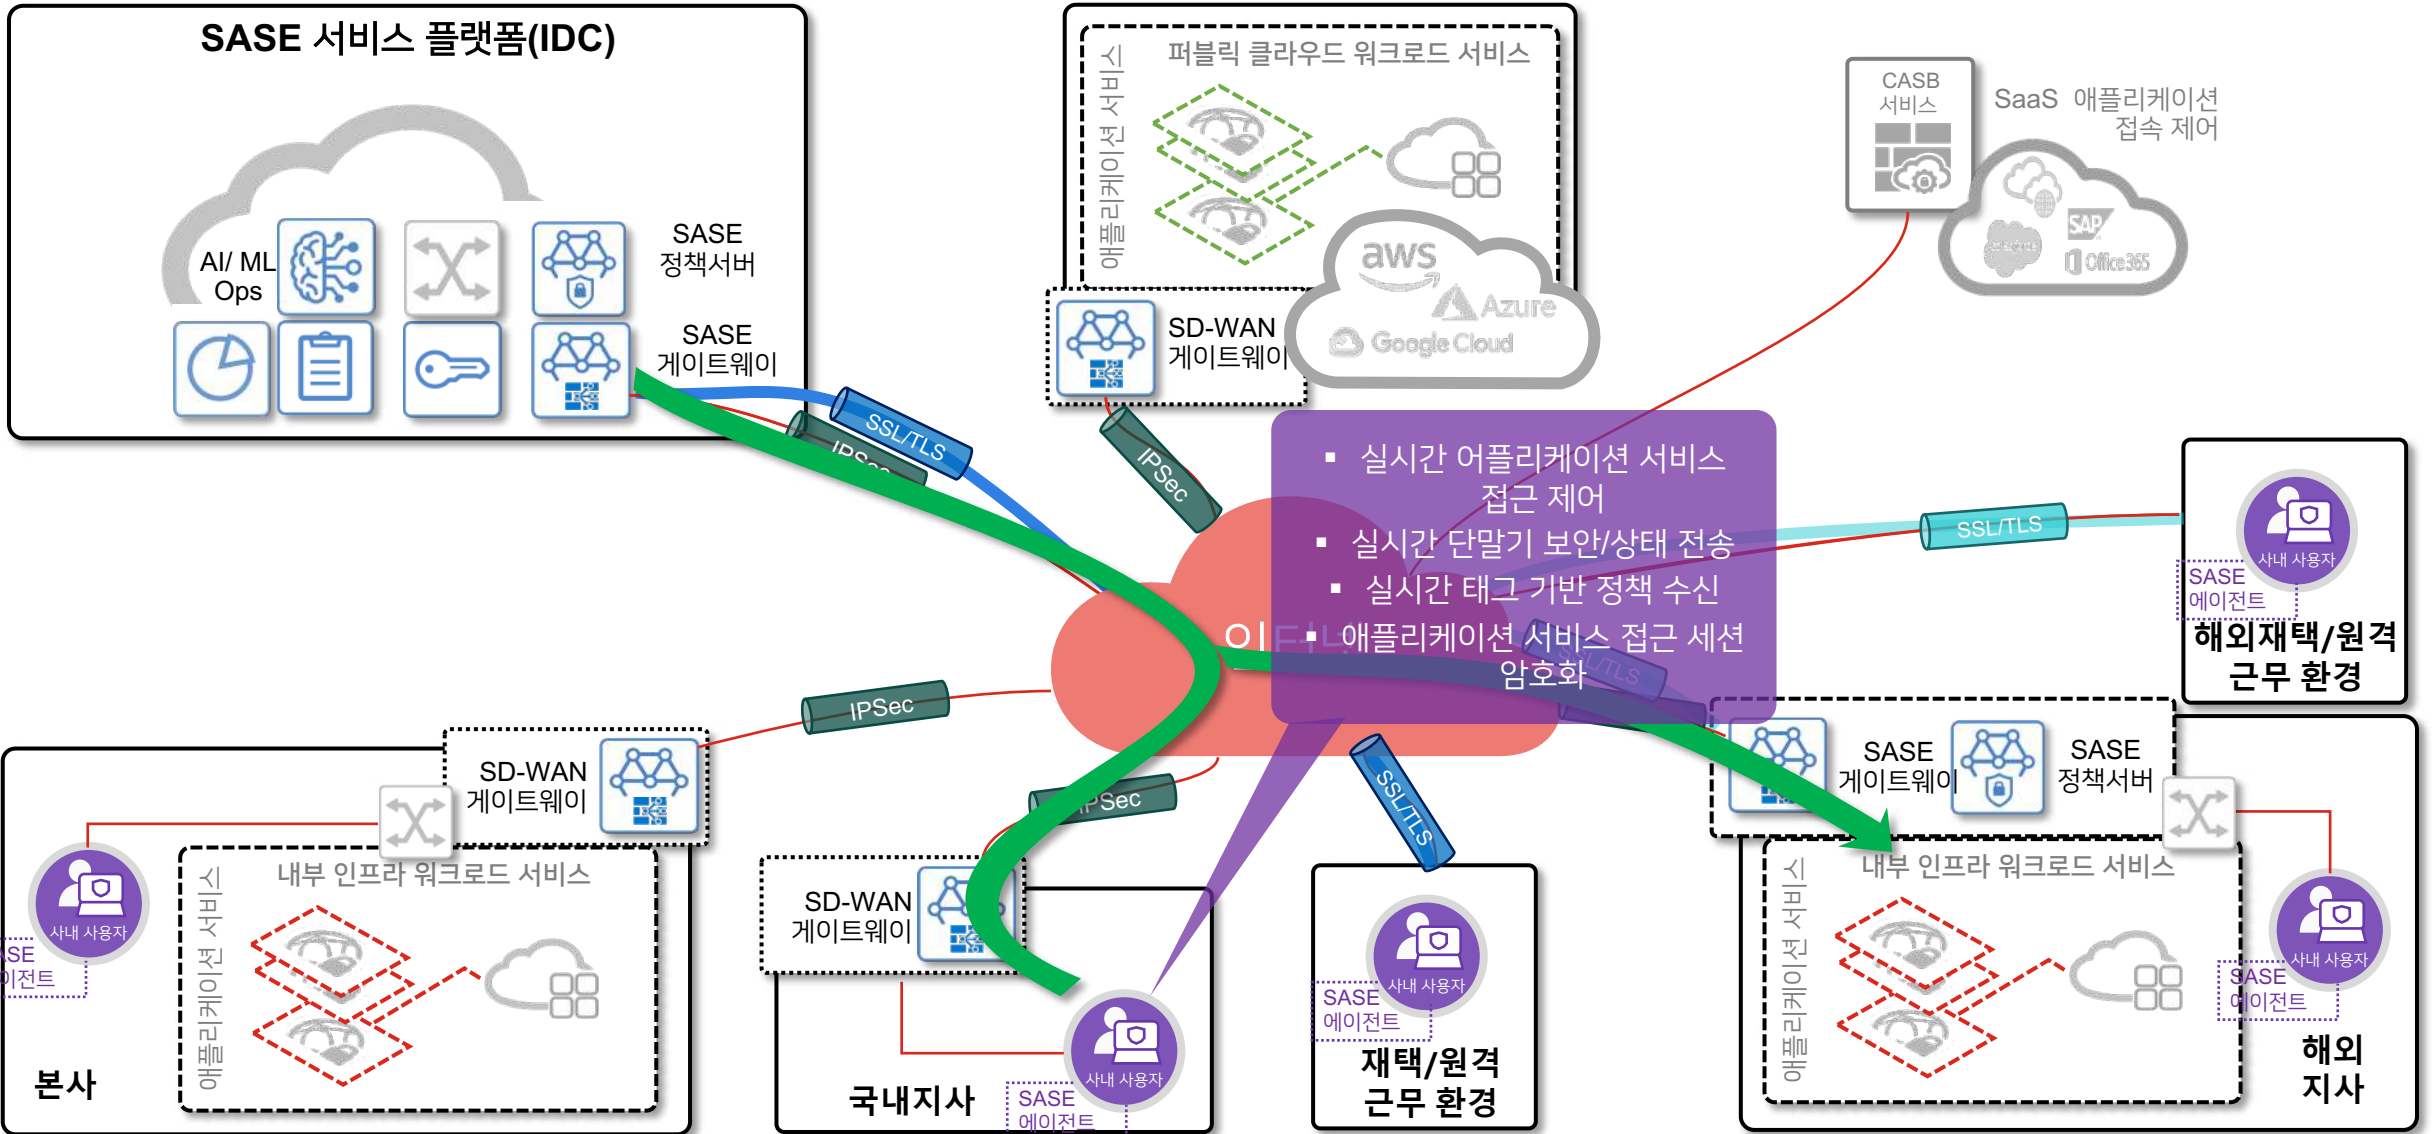 SASE 서비스 플랫폼(IDC)
AI/ ML
Ops
SASE
정책서버
SASE
게이트웨이
SSL/TLS
IPSec
퍼블릭 클라우드 워크로드 서비스
애플리케이션 서비스
SD-WAN
게이트웨이
aws
Azure
Google Cloud
IPSec
CASB
서비스
SaaS 애플리케이션
접속 제어
salesforce
SAP
Office 365
▪ 실시간 어플리케이션 서비스
접근 제어
▪ 실시간 단말기 보안/상태 전송
▪ 실시간 태그 기반 정책 수신
▪ 애플리케이션 서비스 접근 세션
암호화
SSL/TLS
사내 사용자
SASE
에이전트
해외재택/원격
근무 환경
SSL/TLS
IPSec
SD-WAN
게이트웨이
사내 사용자
SASE
에이전트
내부 인프라 워크로드 서비스
애플리케이션 서비스
본사
IPSec
SD-WAN
게이트웨이
사내 사용자
SASE
에이전트
국내지사
SSL/TLS
사내 사용자
SASE
에이전트
재택/원격
근무 환경
SASE
게이트웨이
SASE
정책서버
내부 인프라 워크로드 서비스
애플리케이션 서비스
사내 사용자
SASE
에이전트
해외
지사